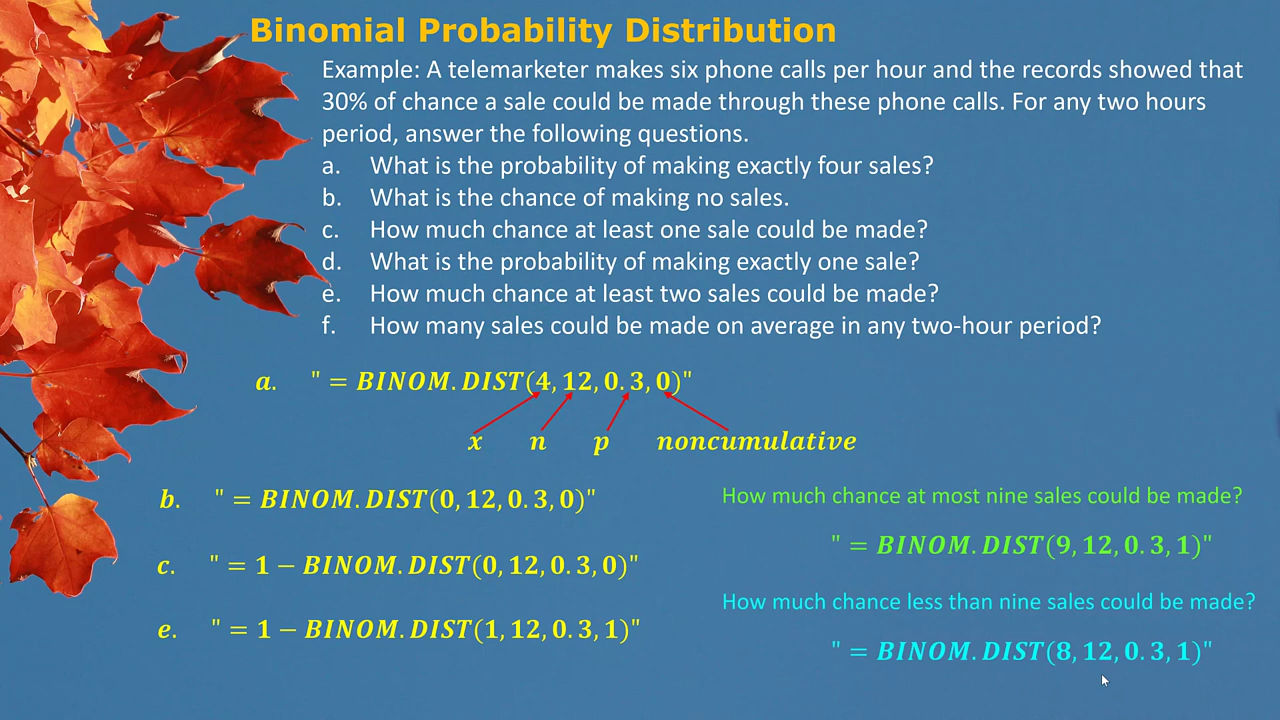 Binomial Probability Distribution
Example: A telemarketer makes six phone calls per hour and the records showed that
30% of chance a sale could be made through these phone calls. For any two hours
period, answer the following questions.
a. What is the probability of making exactly four sales?
b. What is the chance of making no sales.
c. How much chance at least one sale could be made?
d. What is the probability of making exactly one sale?
e. How much chance at least two sales could be made?
f. How many sales could be made on average in any two-hour period?
a. "= BINOM.DIST(4, 12, 0.3, 0)"
x n p noncumulative
b. "= BINOM.DIST(0, 12, 0.3, 0)"
c. "= 1 − BINOM.DIST(0, 12, 0.3, 0)"
e. "= 1 − BINOM.DIST(1, 12, 0.3, 1)"
How much chance at most nine sales could be made?
"= BINOM.DIST(9, 12, 0.3, 1)"
How much chance less than nine sales could be made?
"= BINOM.DIST(8, 12, 0.3, 1)"